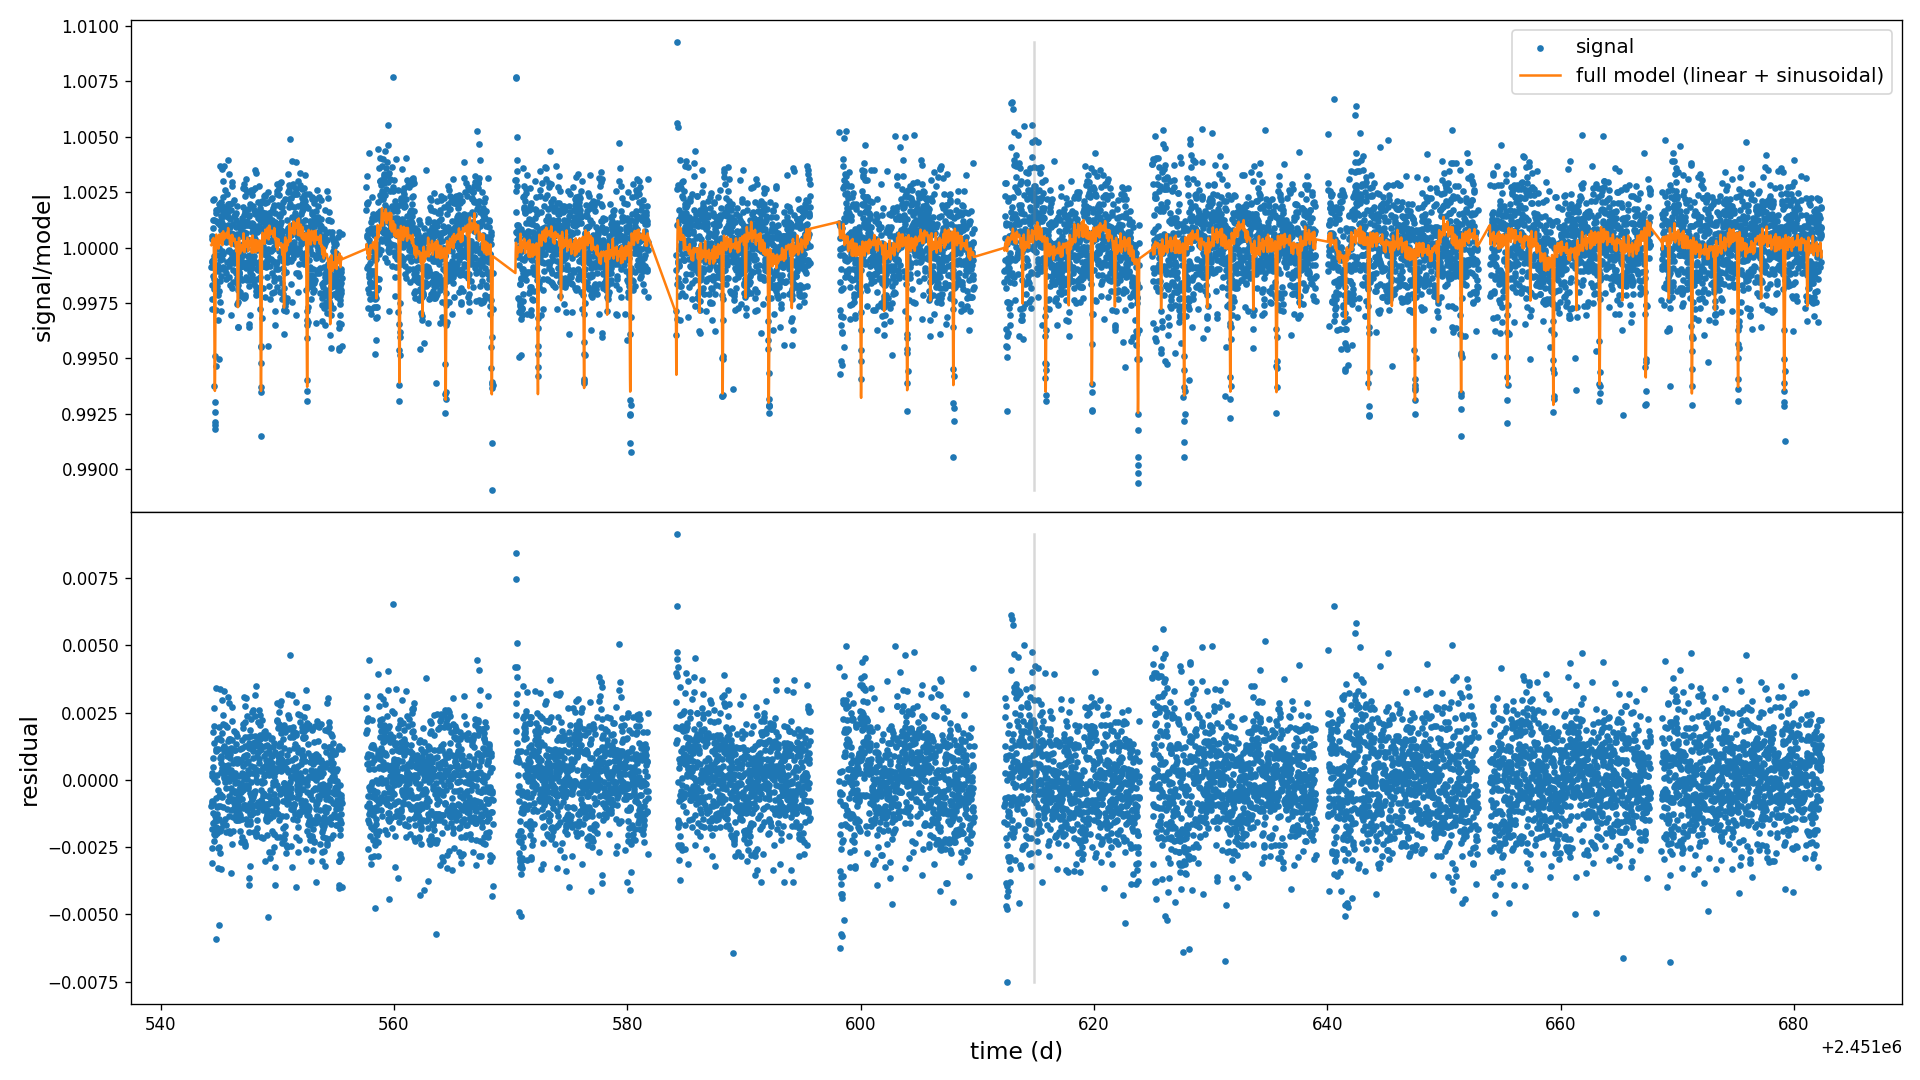 1.0100
1.0075
1.0050
1.0025
1.0000
0.9975
0.9950
0.9925
0.9900
signal/model
signal
full model (linear + sinusoidal)
0.0075
0.0050
0.0025
0.0000
−0.0025
−0.0050
−0.0075
residual
540 560 580 600 620 640 660 680
+2.451e6
time (d)